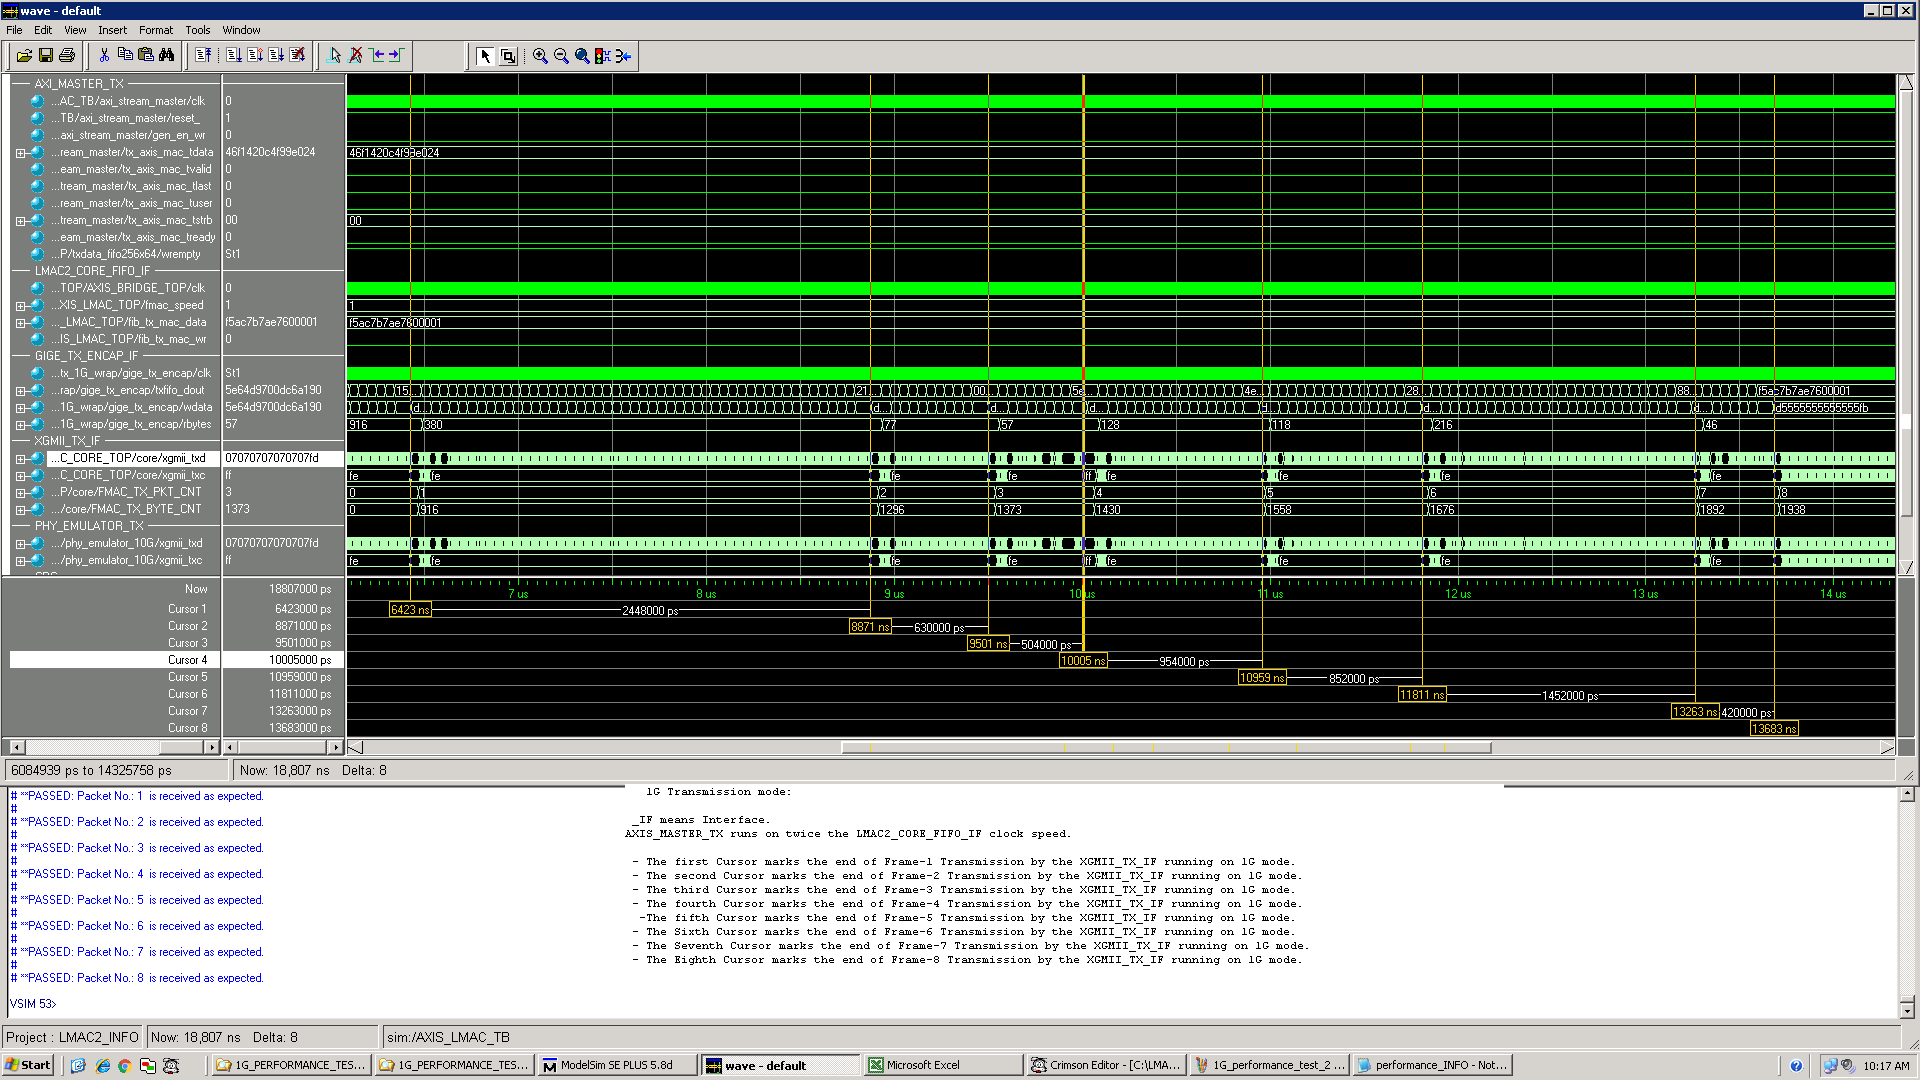 wave - default
File Edit View Insert Format Tools Window
AXI_MASTER_TX
...AC_TB/axi_stream_master/clk 0
...TB/axi_stream_master/reset_ 1
...axi_stream_master/gen_en_wr 0
...ream_master/tx_axis_mac_tdata 46f1420c4f99e024 46f1420c4f99e024
...eam_master/tx_axis_mac_tvalid 0
...tream_master/tx_axis_mac_tlast 0
...ream_master/tx_axis_mac_tuser 0
...tream_master/tx_axis_mac_tstrb 00 00
...eam_master/tx_axis_mac_tready 0
...P/txdata_fifo256x64/wrempty St1
LMAC2_CORE_FIFO_IF
...TOP/AXIS_BRIDGE_TOP/clk 0
...XIS_LMAC_TOP/fmac_speed 1 1
..._LMAC_TOP/fib_tx_mac_data f5ac7b7ae7600001 f5ac7b7ae7600001
...IS_LMAC_TOP/fib_tx_mac_wr 0
GIGE_TX_ENCAP_IF
...tx_1G_wrap/gige_tx_encap/clk St1
...rap/gige_tx_encap/txfifo_dout 5e64d9700dc6a190 15... 21... 00... 5e... 4e... 28... 88... f5ac7b7ae7600001
...1G_wrap/gige_tx_encap/wdata 5e64d9700dc6a190 d... d... d... d... d... d... d... d5555555555555fb
...1G_wrap/gige_tx_encap/rbytes 57 916 380 77 57 128 118 216 46
XGMII_TX_IF
...C_CORE_TOP/core/xgmii_txd 07070707070707fd
...C_CORE_TOP/core/xgmii_txc ff fe fe fe fe ff fe fe fe fe
...P/core/FMAC_TX_PKT_CNT 3 0 1 2 3 4 5 6 7 8
.../core/FMAC_TX_BYTE_CNT 1373 0 916 1296 1373 1430 1558 1676 1892 1938
PHY_EMULATOR_TX
.../phy_emulator_10G/xgmii_txd 07070707070707fd
.../phy_emulator_10G/xgmii_txc ff fe fe fe fe ff fe fe fe fe
Now 18807000 ps 7 us 8 us 9 us 10 us 11 us 12 us 13 us 14 us
Cursor 1 6423000 ps 6423 ns 2448000 ps
Cursor 2 8871000 ps 8871 ns 630000 ps
Cursor 3 9501000 ps 9501 ns 504000 ps
Cursor 4 10005000 ps 10005 ns 954000 ps
Cursor 5 10959000 ps 10959 ns 852000 ps
Cursor 6 11811000 ps 11811 ns 1452000 ps
Cursor 7 13263000 ps 13263 ns 420000 ps
Cursor 8 13683000 ps 13683 ns
6084939 ps to 14325758 ps Now: 18,807 ns Delta: 8
# **PASSED: Packet No.: 1 is received as expected.
#
# **PASSED: Packet No.: 2 is received as expected.
#
# **PASSED: Packet No.: 3 is received as expected.
#
# **PASSED: Packet No.: 4 is received as expected.
#
# **PASSED: Packet No.: 5 is received as expected.
#
# **PASSED: Packet No.: 6 is received as expected.
#
# **PASSED: Packet No.: 7 is received as expected.
#
# **PASSED: Packet No.: 8 is received as expected.
VSIM 53>
1G Transmission mode:
_IF means Interface.
AXIS_MASTER_TX runs on twice the LMAC2_CORE_FIFO_IF clock speed.
- The first Cursor marks the end of Frame-1 Transmission by the XGMII_TX_IF running on 1G mode.
- The second Cursor marks the end of Frame-2 Transmission by the XGMII_TX_IF running on 1G mode.
- The third Cursor marks the end of Frame-3 Transmission by the XGMII_TX_IF running on 1G mode.
- The fourth Cursor marks the end of Frame-4 Transmission by the XGMII_TX_IF running on 1G mode.
-The fifth Cursor marks the end of Frame-5 Transmission by the XGMII_TX_IF running on 1G mode.
- The Sixth Cursor marks the end of Frame-6 Transmission by the XGMII_TX_IF running on 1G mode.
- The Seventh Cursor marks the end of Frame-7 Transmission by the XGMII_TX_IF running on 1G mode.
- The Eighth Cursor marks the end of Frame-8 Transmission by the XGMII_TX_IF running on 1G mode.
Project : LMAC2_INFO Now: 18,807 ns Delta: 8 sim:/AXIS_LMAC_TB
Start 1G_PERFORMANCE_TES... 1G_PERFORMANCE_TES... ModelSim SE PLUS 5.8d wave - default Microsoft Excel Crimson Editor - [C:\LMA... 1G_performance_test_2 ... performance_INFO - Not... 10:17 AM